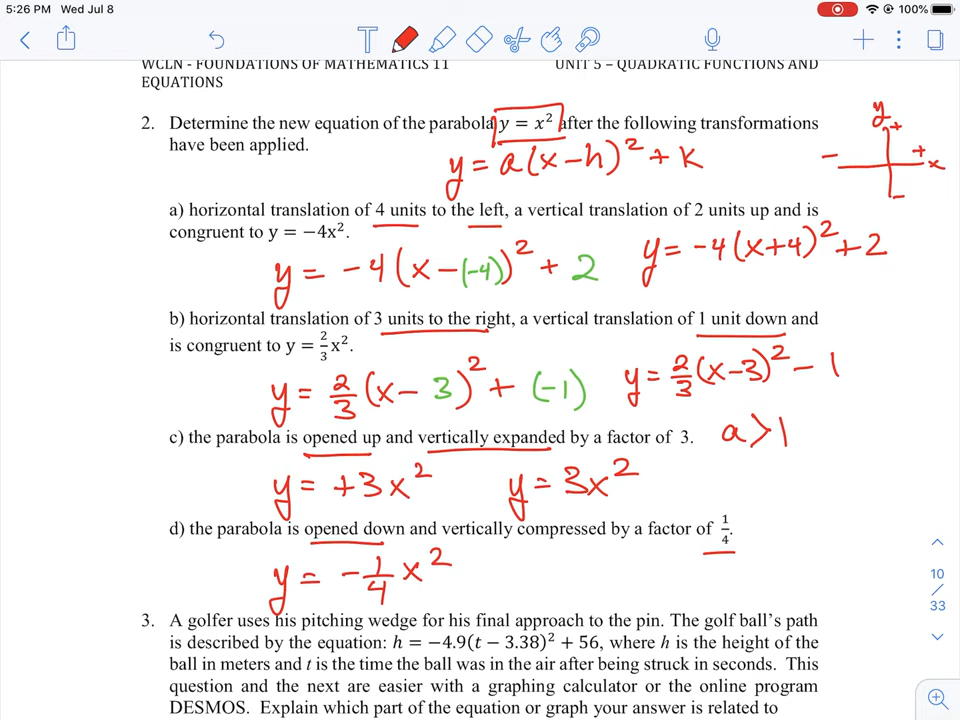 5:26 PM Wed Jul 8 100%
T
WCLN - FOUNDATIONS OF MATHEMATICS 11 UNIT 5 – QUADRATIC FUNCTIONS AND
EQUATIONS
2. Determine the new equation of the parabola y = x² after the following transformations
have been applied.
y = a(x-h)² + k
y + - + x -
a) horizontal translation of 4 units to the left, a vertical translation of 2 units up and is
congruent to y = −4x².
y = -4(x-(-4))² + 2 y = -4(x+4)² + 2
b) horizontal translation of 3 units to the right, a vertical translation of 1 unit down and
is congruent to y = 2/3 x².
y = 2/3 (x - 3)² + (-1) y = 2/3 (x-3)² - 1
c) the parabola is opened up and vertically expanded by a factor of 3. a > 1
y = +3x² y = 3x²
d) the parabola is opened down and vertically compressed by a factor of 1/4.
y = -1/4 x²
3. A golfer uses his pitching wedge for his final approach to the pin. The golf ball's path
is described by the equation: h = −4.9(t − 3.38)² + 56, where h is the height of the
ball in meters and t is the time the ball was in the air after being struck in seconds. This
question and the next are easier with a graphing calculator or the online program
DESMOS. Explain which part of the equation or graph your answer is related to
10
/
33